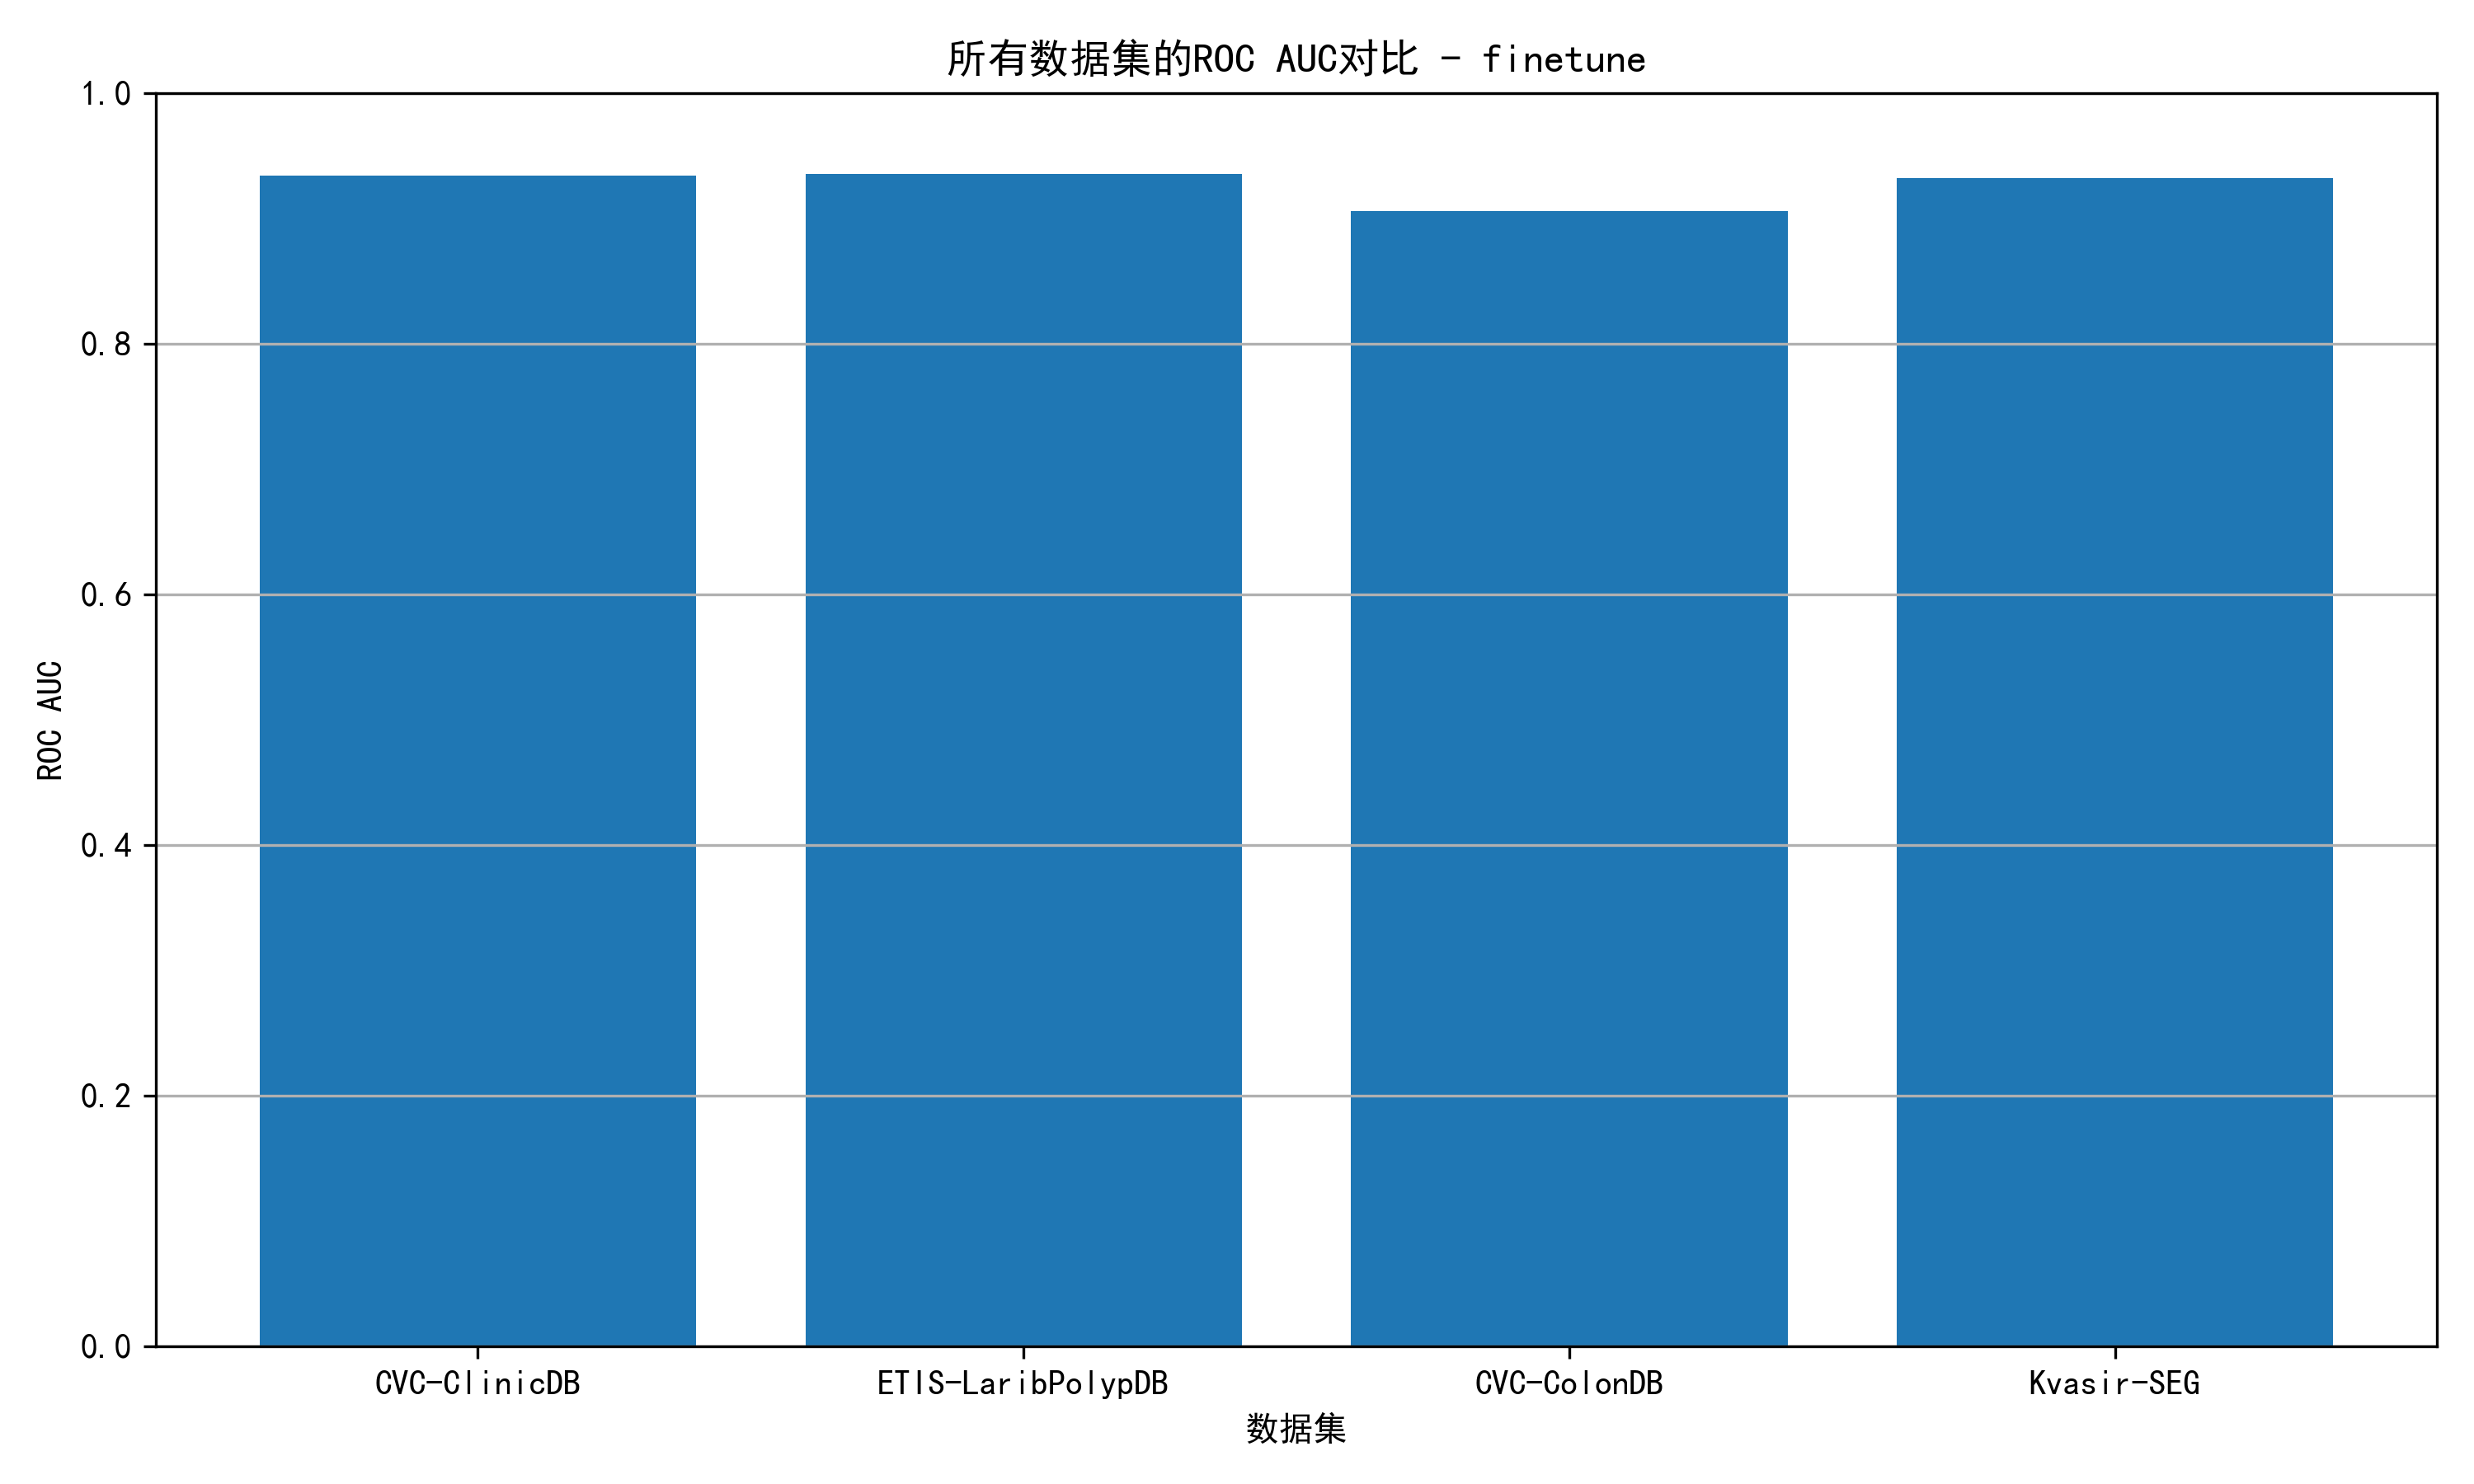 所有数据集的ROC AUC对比 - finetune
1.0
0.8
0.6
0.4
0.2
0.0
ROC AUC
CVC-ClinicDB
ETIS-LaribPolypDB
CVC-ColonDB
Kvasir-SEG
数据集